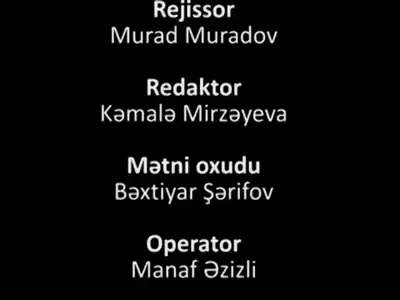 Rejissor
Murad Muradov
Redaktor
Kəmalə Mirzəyeva
Mətni oxudu
Bəxtiyar Şərifov
Operator
Manaf Əzizli